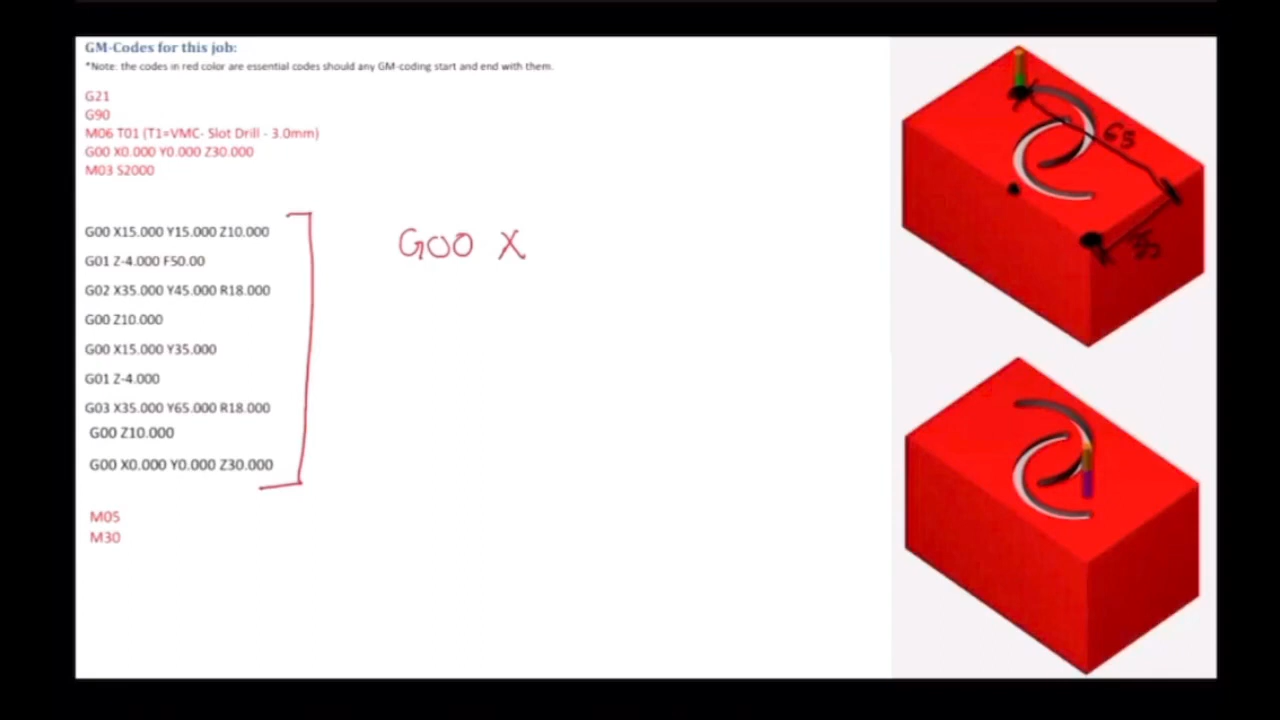 GM-Codes for this job:
*Note: the codes in red color are essential codes should any GM-coding start and end with them.
G21
G90
M06 T01 (T1=VMC- Slot Drill - 3.0mm)
G00 X0.000 Y0.000 Z30.000
M03 S2000
G00 X15.000 Y15.000 Z10.000
G01 Z-4.000 F50.00
G02 X35.000 Y45.000 R18.000
G00 Z10.000
G00 X15.000 Y35.000
G01 Z-4.000
G03 X35.000 Y65.000 R18.000
G00 Z10.000
G00 X0.000 Y0.000 Z30.000
M05
M30
G00 X
65
35